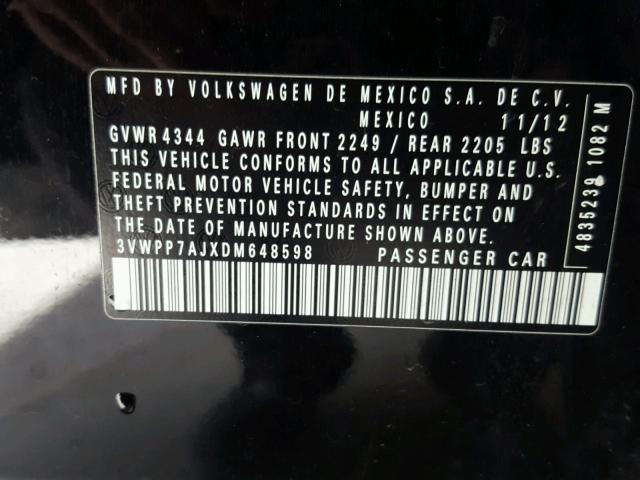 MFD BY VOLKSWAGEN DE MEXICO S.A. DE C.V.
MEXICO 11/12
GVWR 4344 GAWR FRONT 2249 / REAR 2205 LBS
THIS VEHICLE CONFORMS TO ALL APPLICABLE U.S.
FEDERAL MOTOR VEHICLE SAFETY, BUMPER AND
THEFT PREVENTION STANDARDS IN EFFECT ON
THE DATE OF MANUFACTURE SHOWN ABOVE.
3VWPP7AJXDM648598 PASSENGER CAR
4835239 1082 M